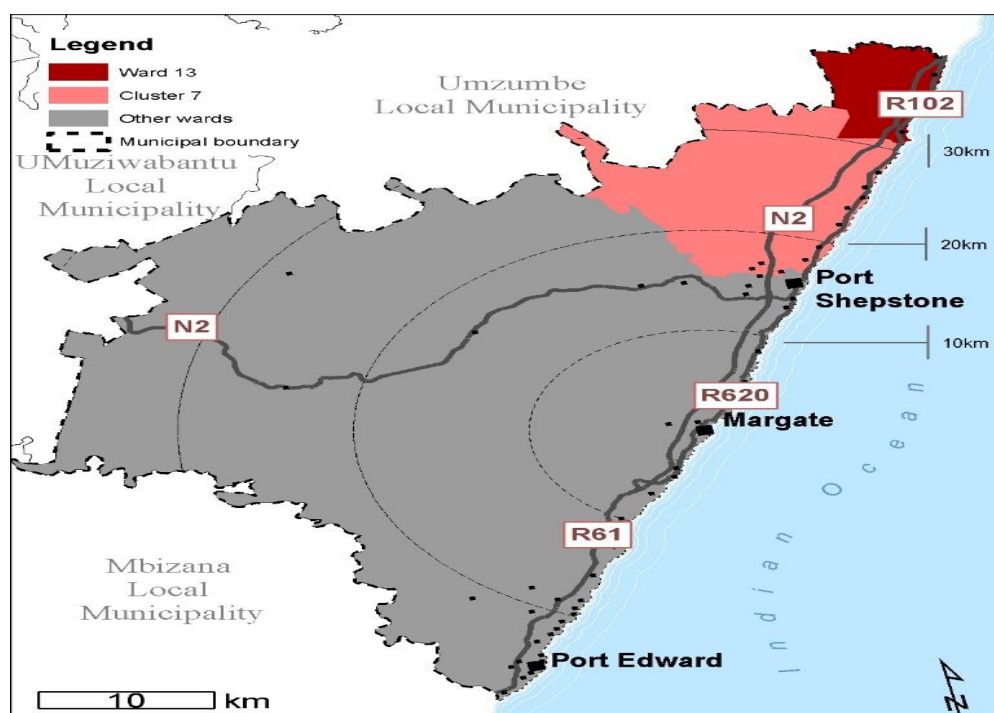 Legend
Ward 13
Cluster 7
Other wards
Municipal boundary
Umzumbe
Local Municipality
UMuziwabantu
Local
Municipality
R102
30km
N2
20km
Port
Shepstone
N2
10km
R620
Margate
R61
Indian Ocean
Mbizana
Local
Municipality
Port Edward
10 km
N